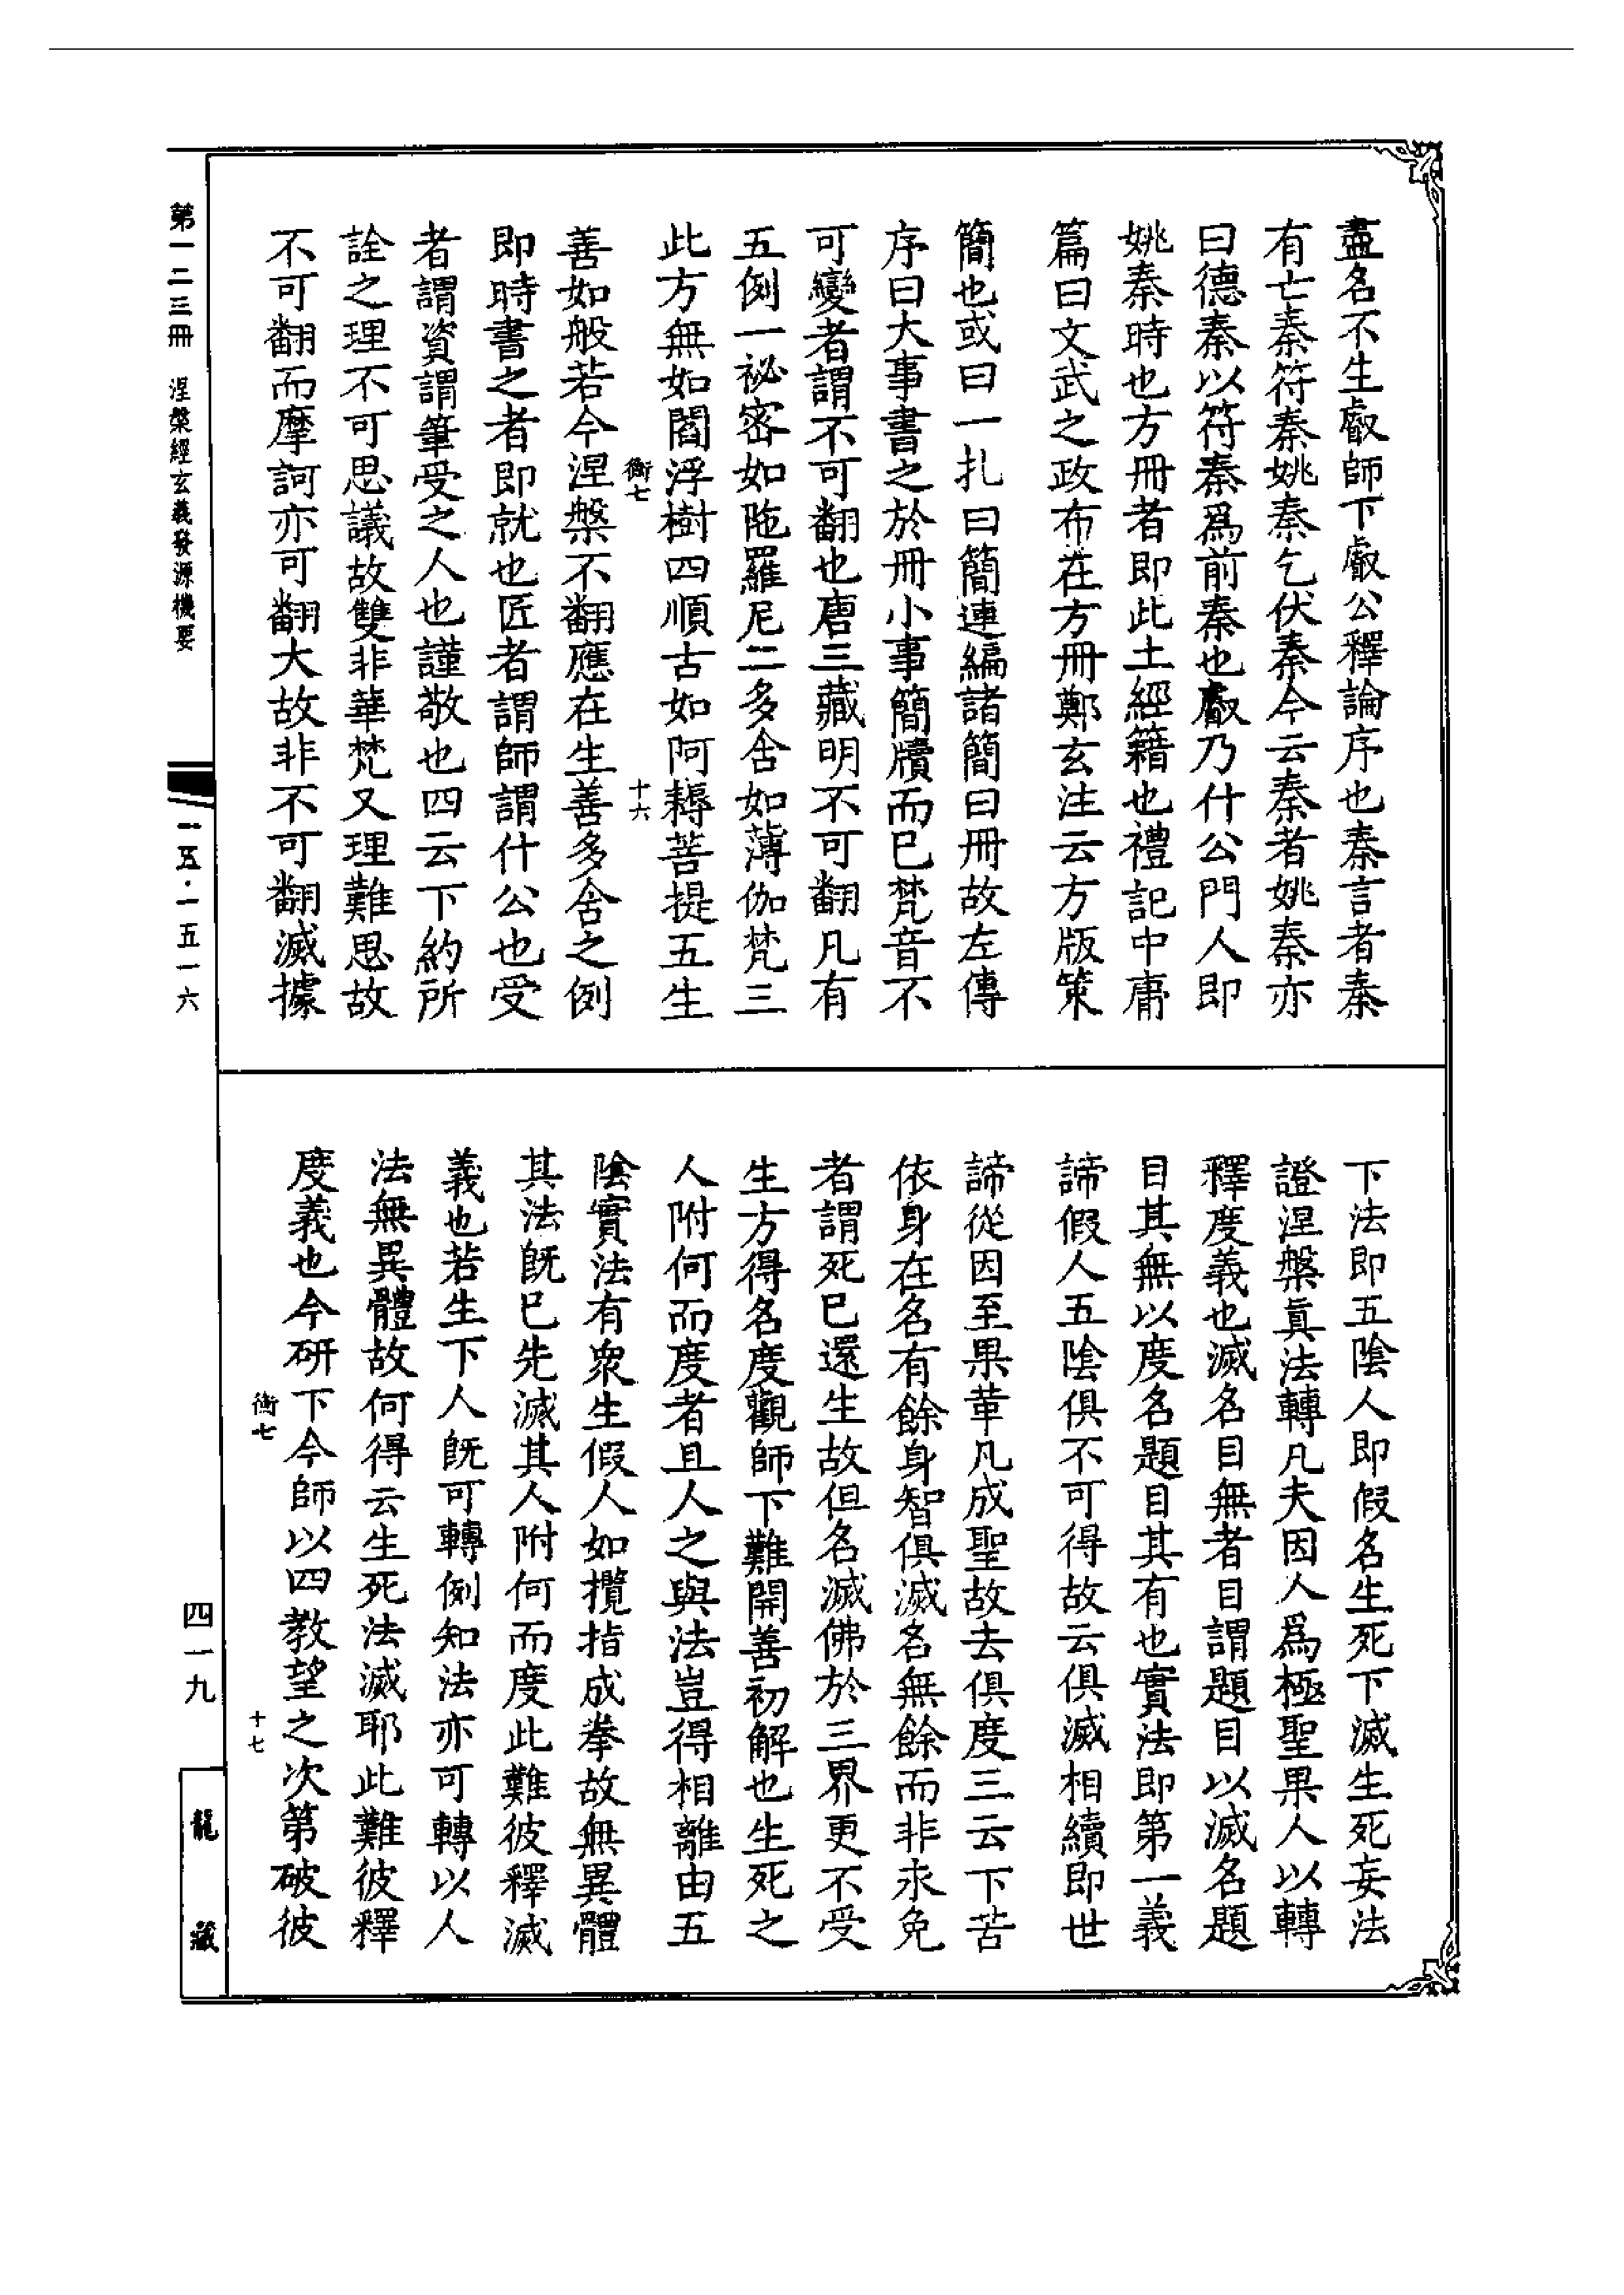 盡名不生叡師下叡公釋論序也秦言者秦
有亡秦符秦姚秦乞伏秦今云秦者姚秦亦
曰德秦以符秦爲前秦也叡乃什公門人即
姚秦時也方冊者即此土經籍也禮記中庸
篇曰文武之政布在方冊鄭玄注云方版策
簡也或曰一扎曰簡連編諸簡曰冊故左傳
序曰大事書之於冊小事簡牘而已梵音不
可變者謂不可翻也唐三藏明不可翻凡有
五例一祕密如陁羅尼二多含如薄伽梵三
此方無如閻浮樹四順古如阿耨菩提五生
衡七
十六
善如般若今涅槃不翻應在生善多含之例
即時書之者即就也匠者謂師謂什公也受
者謂資謂筆受之人也謹敬也四云下約所
詮之理不可思議故雙非華梵又理難思故
不可翻而摩訶亦可翻大故非不可翻滅據
下法即五陰人即假名生死下滅生死妄法
證涅槃真法轉凡夫因人爲極聖果人以轉
釋度義也滅名目無者目謂題目以滅名題
目其無以度名題目其有也實法即第一義
諦假人五陰俱不可得故云俱滅相續即世
諦從因至果革凡成聖故去俱度三云下苦
依身在名有餘身智俱滅名無餘而非永免
者謂死已還生故但名滅佛於三界更不受
生方得名度觀師下難開善初解也生死之
人附何而度者且人之與法豈得相離由五
陰實法有衆生假人如攬指成拳故無異體
其法既已先滅其人附何而度此難彼釋滅
義也若生下人既可轉例知法亦可轉以人
法無異體故何得云生死法滅耶此難彼釋
度義也今研下今師以四教望之次第破彼
衡七
十七
第一二三冊 涅槃經玄義發源機要
一五·一五一六
四一九
龍藏